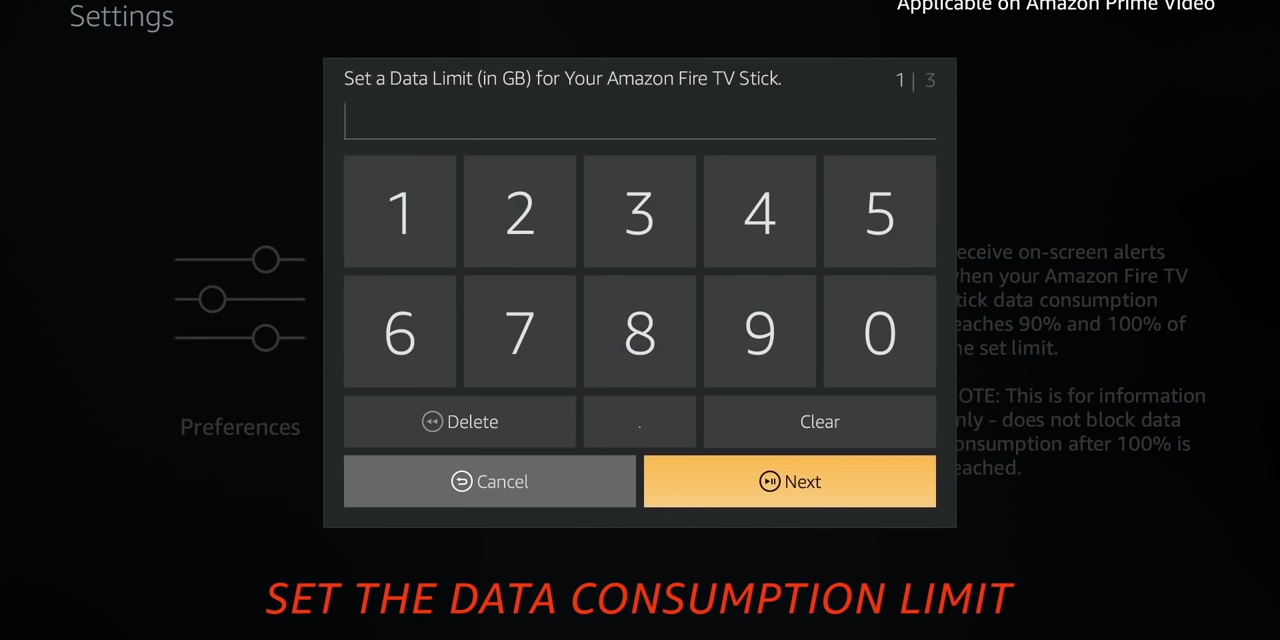 Settings
Applicable on Amazon Prime Video
Set a Data Limit (in GB) for Your Amazon Fire TV Stick.
1 | 3
1 2 3 4 5
6 7 8 9 0
Delete . Clear
Cancel Next
Preferences
eceive on-screen alerts
hen your Amazon Fire TV
tick data consumption
eaches 90% and 100% of
he set limit.
OTE: This is for information
nly - does not block data
onsumption after 100% is
eached.
SET THE DATA CONSUMPTION LIMIT